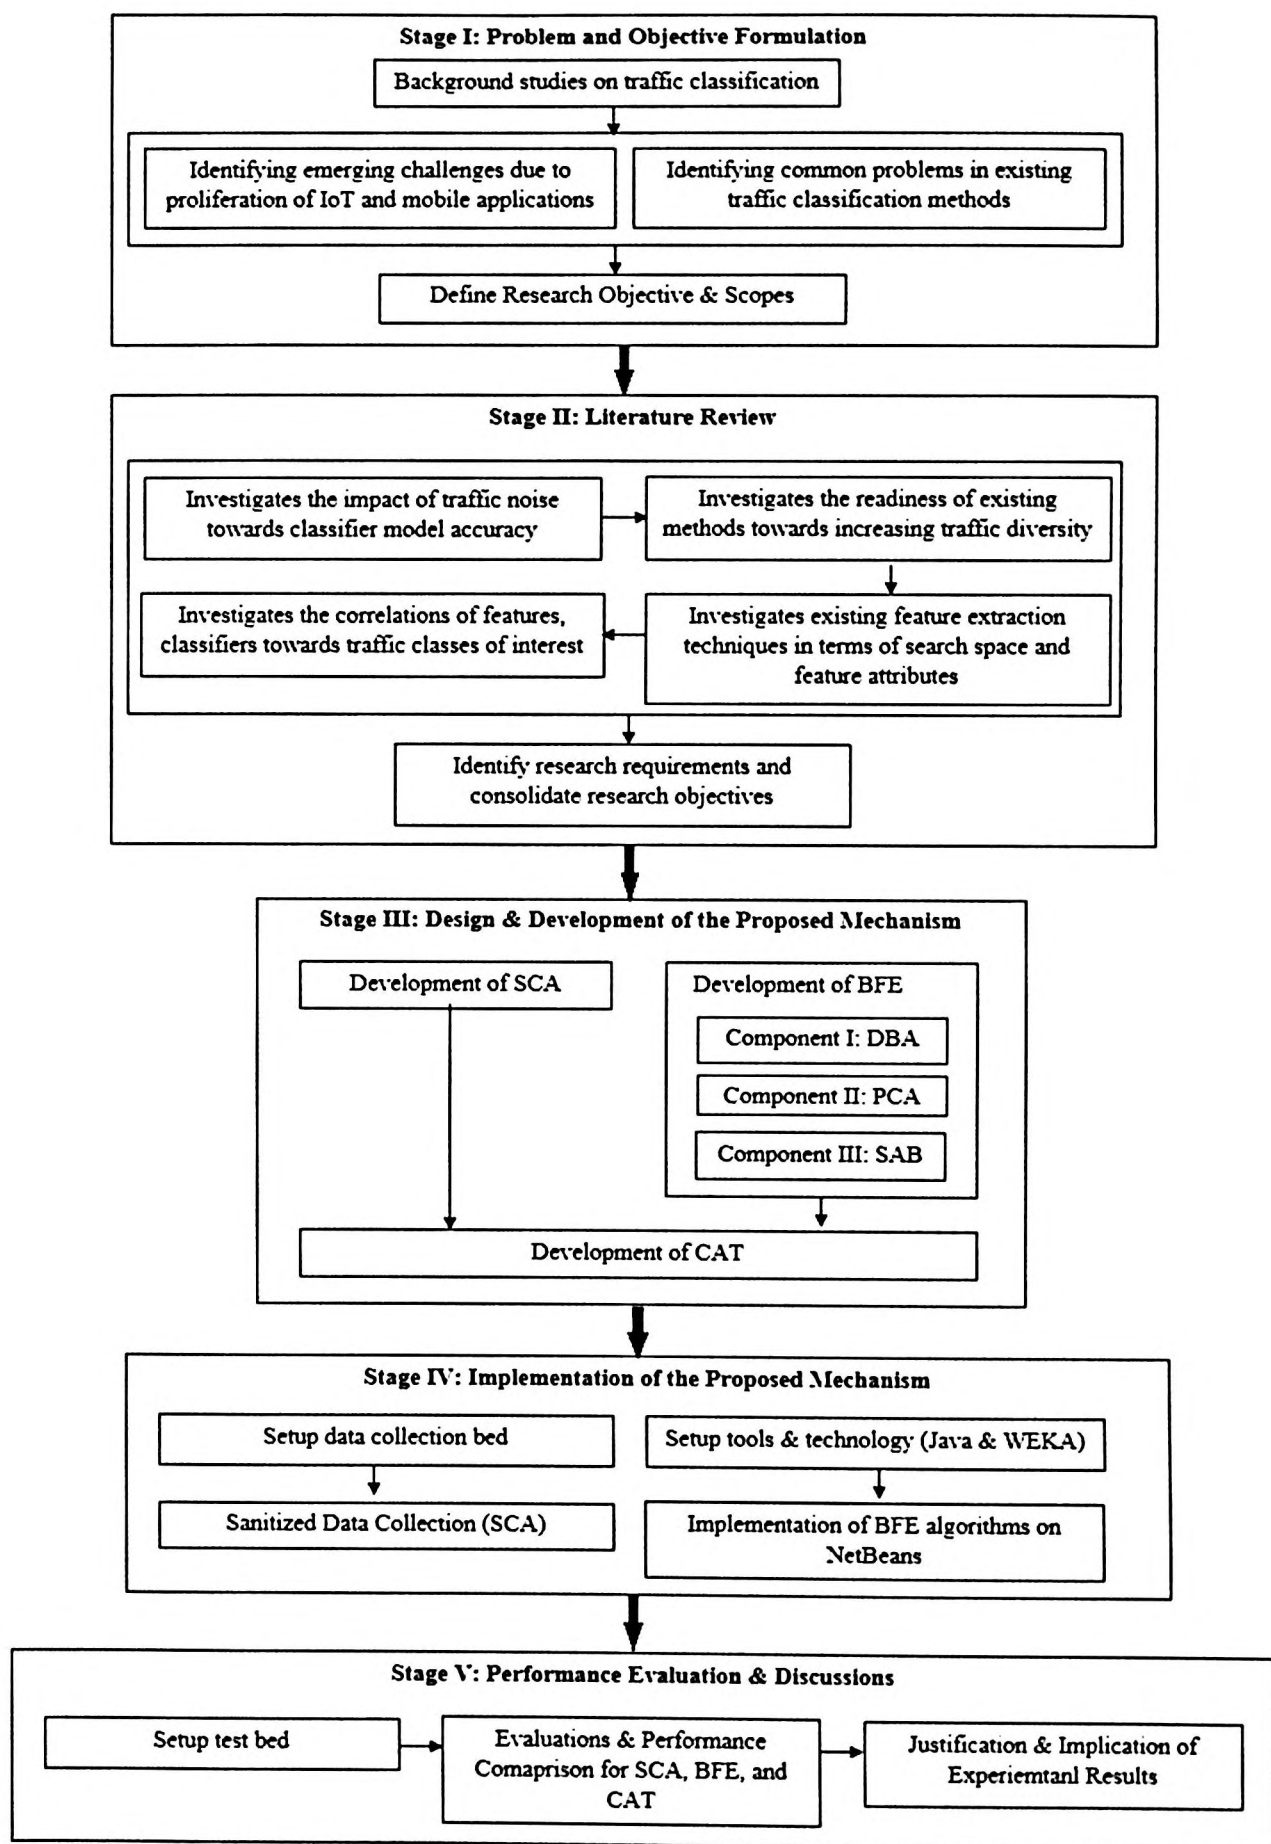 Stage I: Problem and Objective Formulation
Background studies on traffic classification
Identifying emerging challenges due to
proliferation of IoT and mobile applications
Identifying common problems in existing
traffic classification methods
Define Research Objective & Scopes
Stage II: Literature Review
Investigates the impact of traffic noise
towards classifier model accuracy
Investigates the readiness of existing
methods towards increasing traffic diversity
Investigates existing feature extraction
techniques in terms of search space and
feature attributes
Investigates the correlations of features,
classifiers towards traffic classes of interest
Identify research requirements and
consolidate research objectives
Stage III: Design & Development of the Proposed Mechanism
Development of SCA
Development of BFE
Component I: DBA
Component II: PCA
Component III: SAB
Development of CAT
Stage IV: Implementation of the Proposed Mechanism
Setup data collection bed
Sanitized Data Collection (SCA)
Setup tools & technology (Java & WEKA)
Implementation of BFE algorithms on
NetBeans
Stage V: Performance Evaluation & Discussions
Setup test bed
Evaluations & Performance
Comaprison for SCA, BFE, and
CAT
Justification & Implication of
Experiemtanl Results